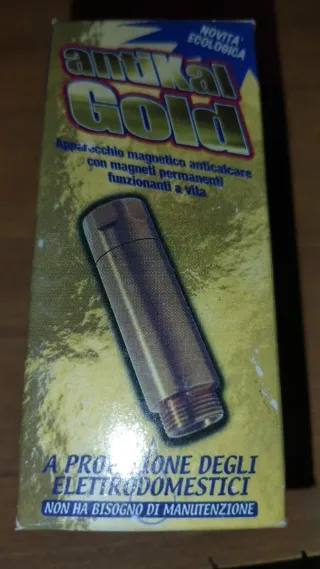 NOVITA'
ECOLOGICA
antiKal
Gold
Apparecchio magnetico anticalcare
con magneti permanenti
funzionanti a vita
A PROTEZIONE DEGLI
ELETTRODOMESTICI
NON HA BISOGNO DI MANUTENZIONE